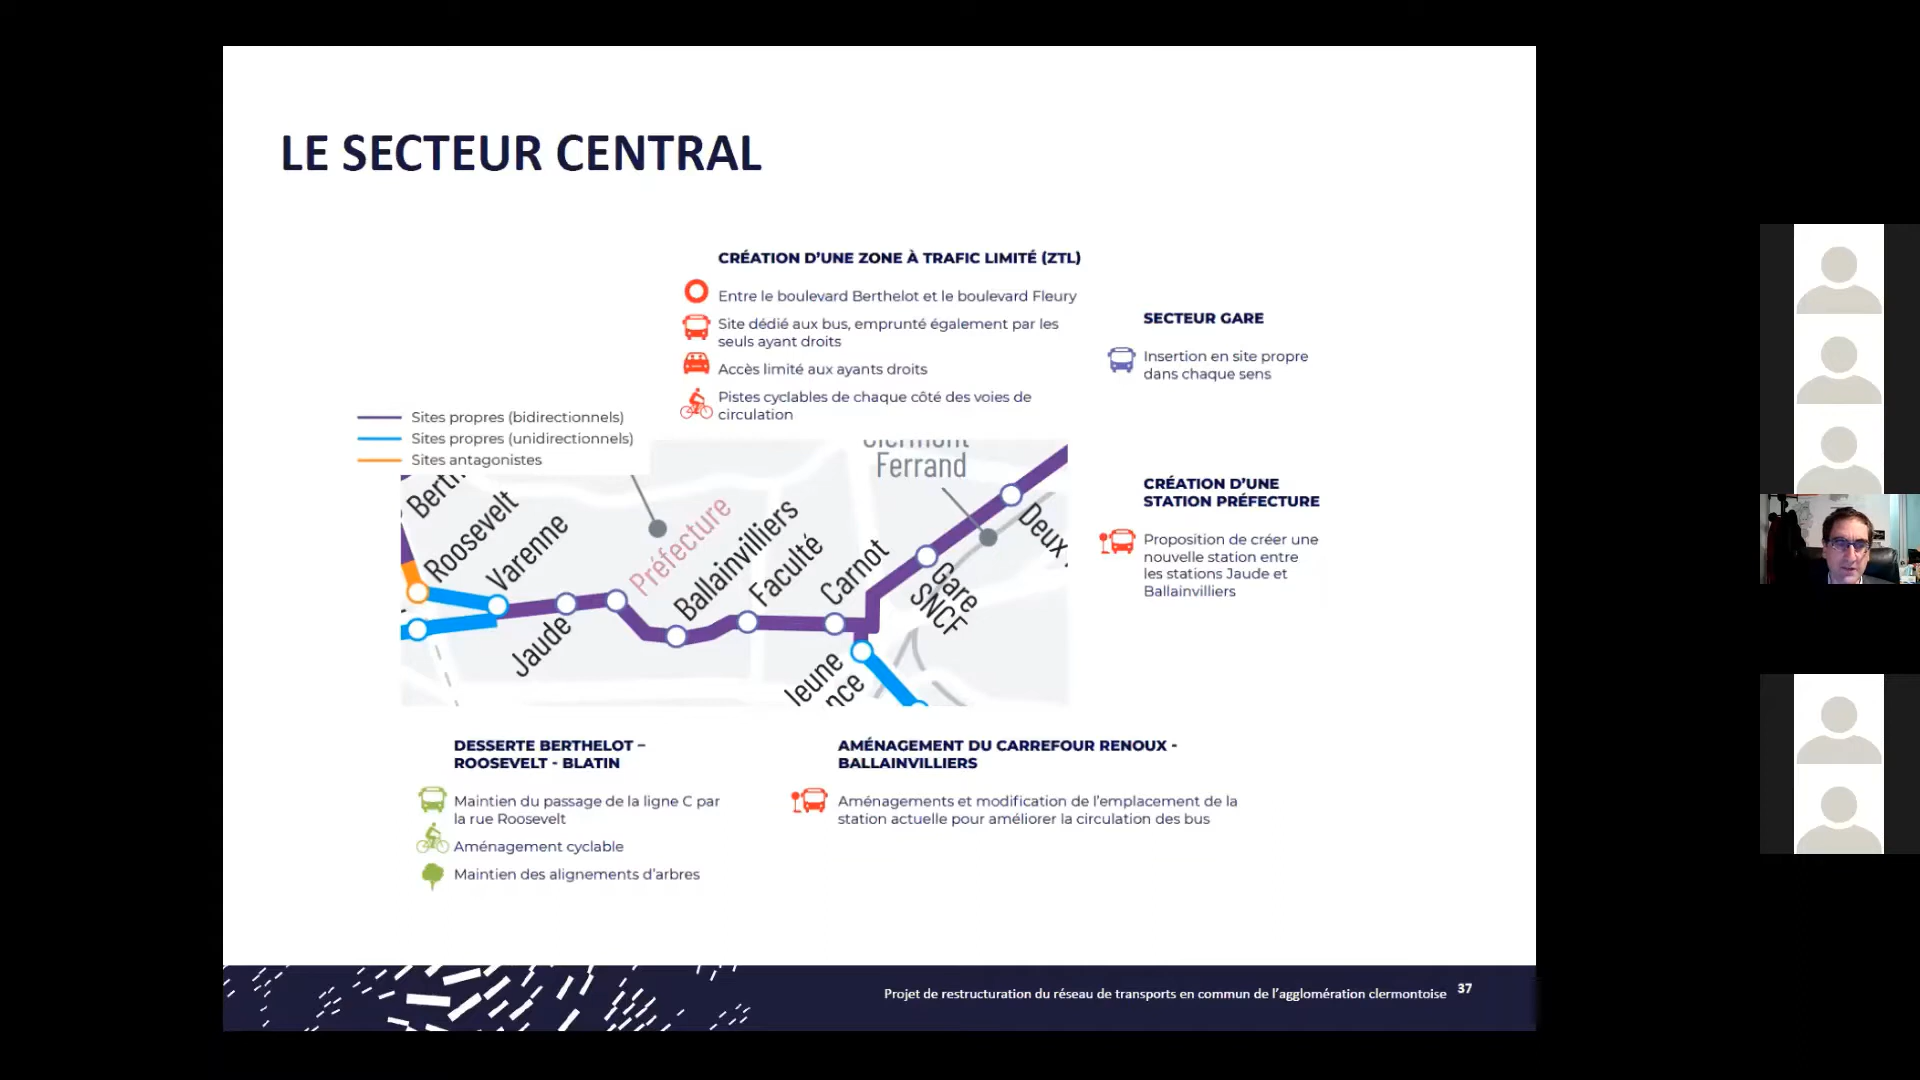 LE SECTEUR CENTRAL
CRÉATION D'UNE ZONE À TRAFIC LIMITÉ (ZTL)
Entre le boulevard Berthelot et le boulevard Fleury
Site dédié aux bus, emprunté également par les
seuls ayant droits
Accès limité aux ayants droits
Pistes cyclables de chaque côté des voies de
circulation
SECTEUR GARE
Insertion en site propre
dans chaque sens
Sites propres (bidirectionnels)
Sites propres (unidirectionnels)
Sites antagonistes
Clermont
Ferrand
Roosevelt
Varenne
Jaude
Préfecture
Ballainvilliers
Faculté
Carnot
Gare
SNCF
Deux
Jeune
nce
CRÉATION D'UNE
STATION PRÉFECTURE
Proposition de créer une
nouvelle station entre
les stations Jaude et
Ballainvilliers
DESSERTE BERTHELOT –
ROOSEVELT - BLATIN
Maintien du passage de la ligne C par
la rue Roosevelt
Aménagement cyclable
Maintien des alignements d'arbres
AMÉNAGEMENT DU CARREFOUR RENOUX -
BALLAINVILLIERS
Aménagements et modification de l'emplacement de la
station actuelle pour améliorer la circulation des bus
Projet de restructuration du réseau de transports en commun de l'agglomération clermontoise 37